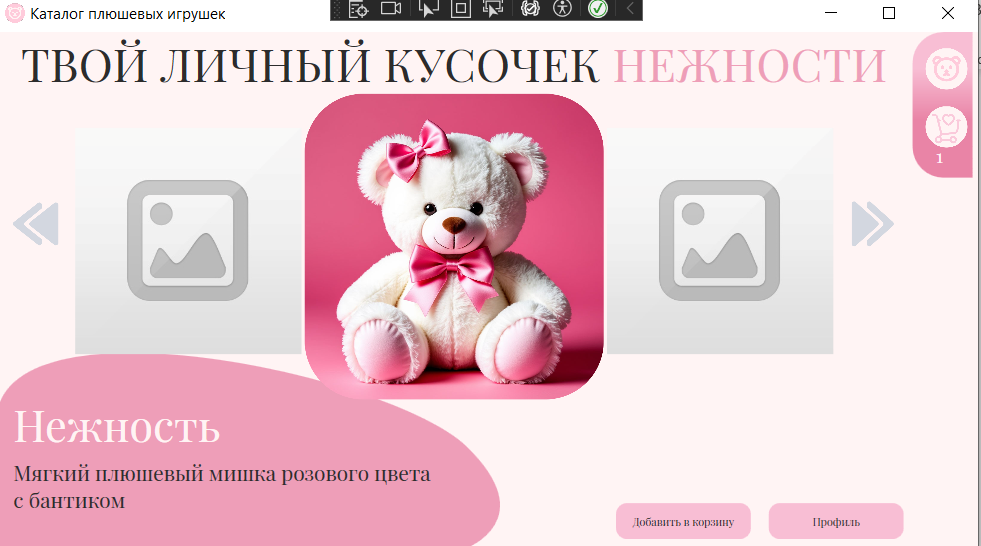 Каталог плюшевых игрушек
ТВОЙ ЛИЧНЫЙ КУСОЧЕК НЕЖНОСТИ
1
Нежность
Мягкий плюшевый мишка розового цвета
с бантиком
Добавить в корзину
Профиль